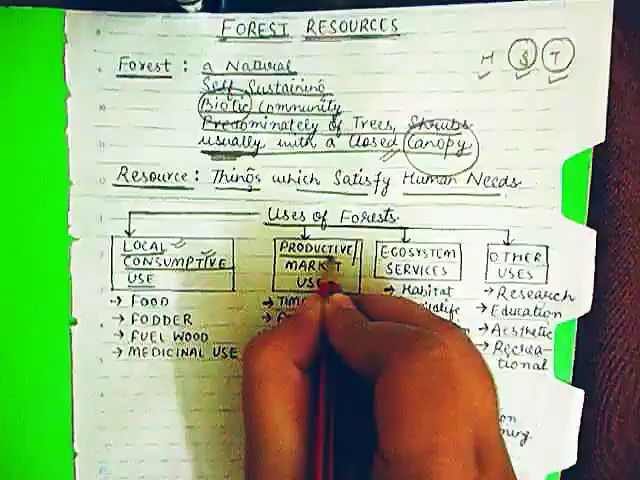 FOREST RESOURCES
H S T
Forest : a Natural
Self Sustaining
Biotic Community
Predominately of Trees, Shrubs
usually with a Closed Canopy
Resource : Things which Satisfy Human Needs
Uses of Forests
LOCAL
CONSUMPTIVE
USE
→ FOOD
→ FODDER
→ FUEL WOOD
→ MEDICINAL USE
PRODUCTIVE/
MARKET
USE
ECOSYSTEM
SERVICES
→ Habitat
OTHER
USES
→ Research
→ Education
→ Aesthetic
→ Recrea-
tional